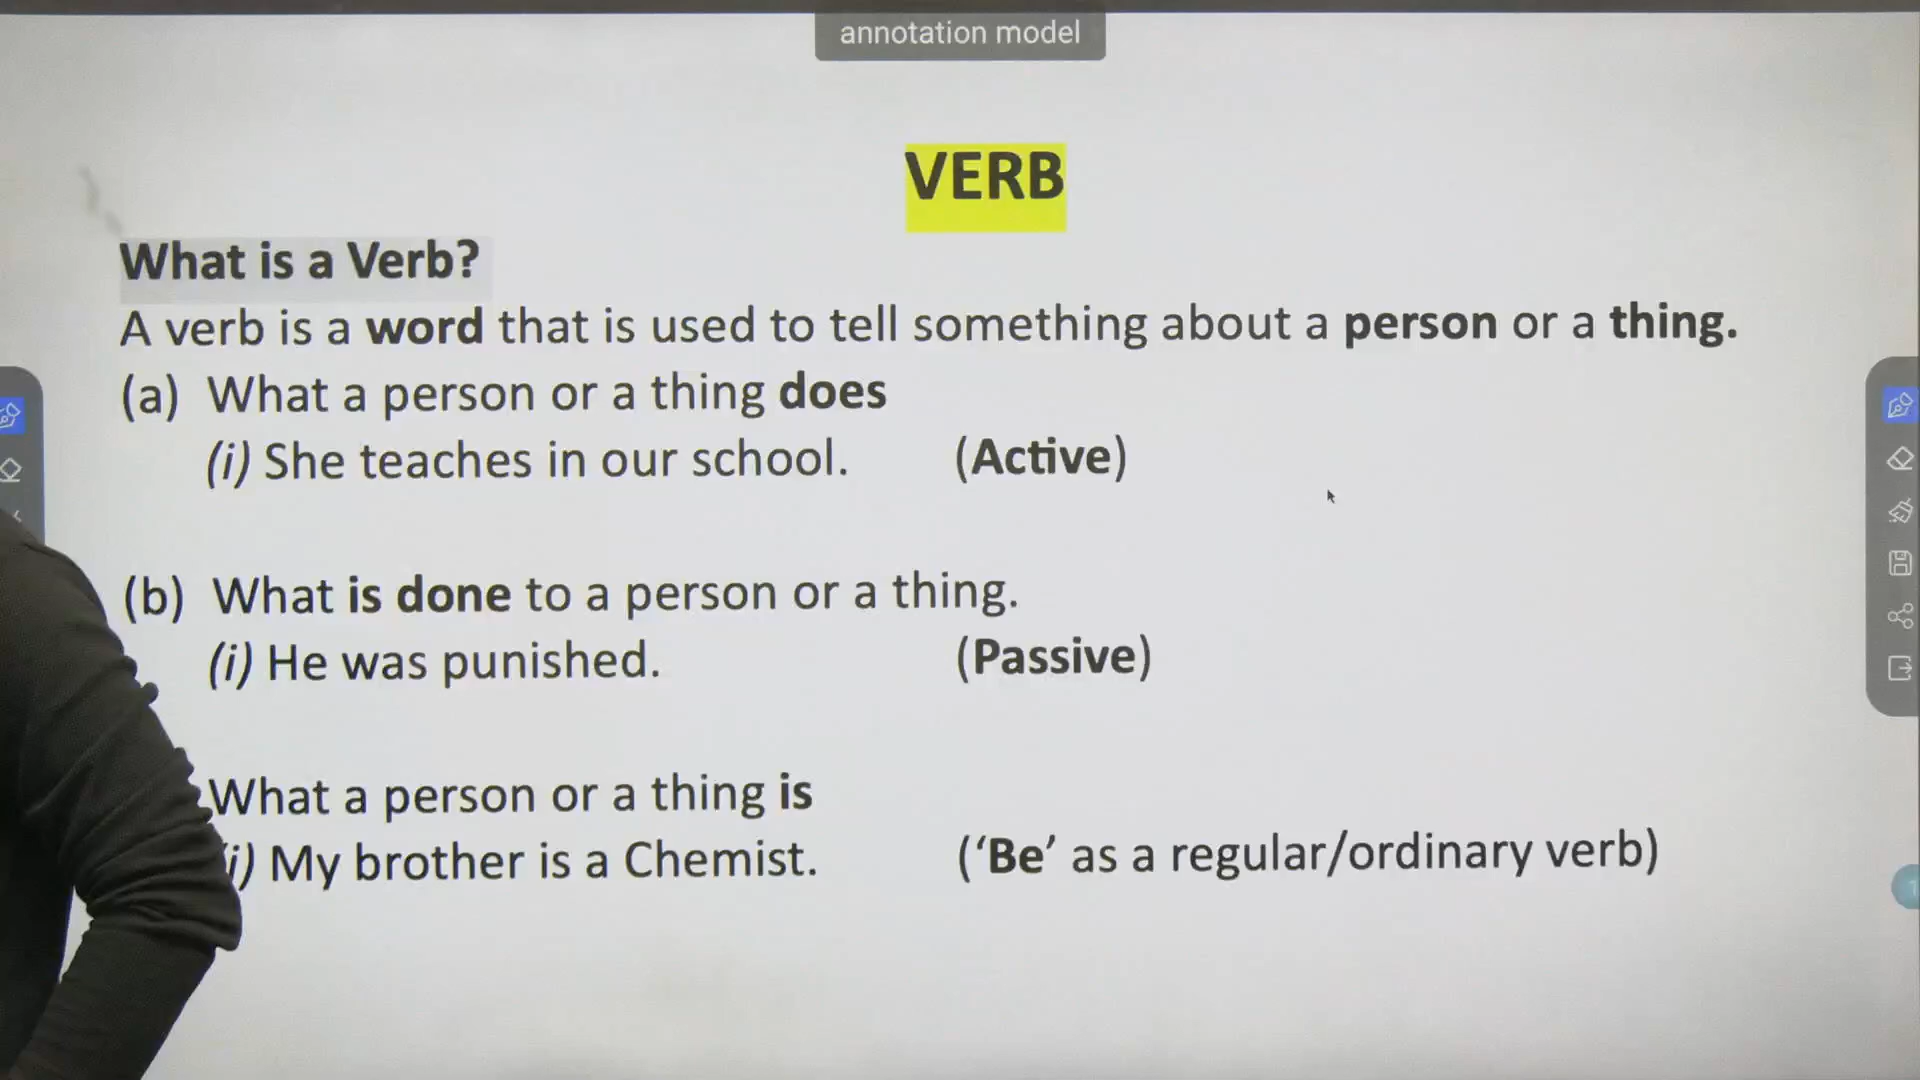 annotation model
VERB
What is a Verb?
A verb is a word that is used to tell something about a person or a thing.
(a) What a person or a thing does
(i) She teaches in our school. (Active)
(b) What is done to a person or a thing.
(i) He was punished. (Passive)
What a person or a thing is
i) My brother is a Chemist. ('Be' as a regular/ordinary verb)
1